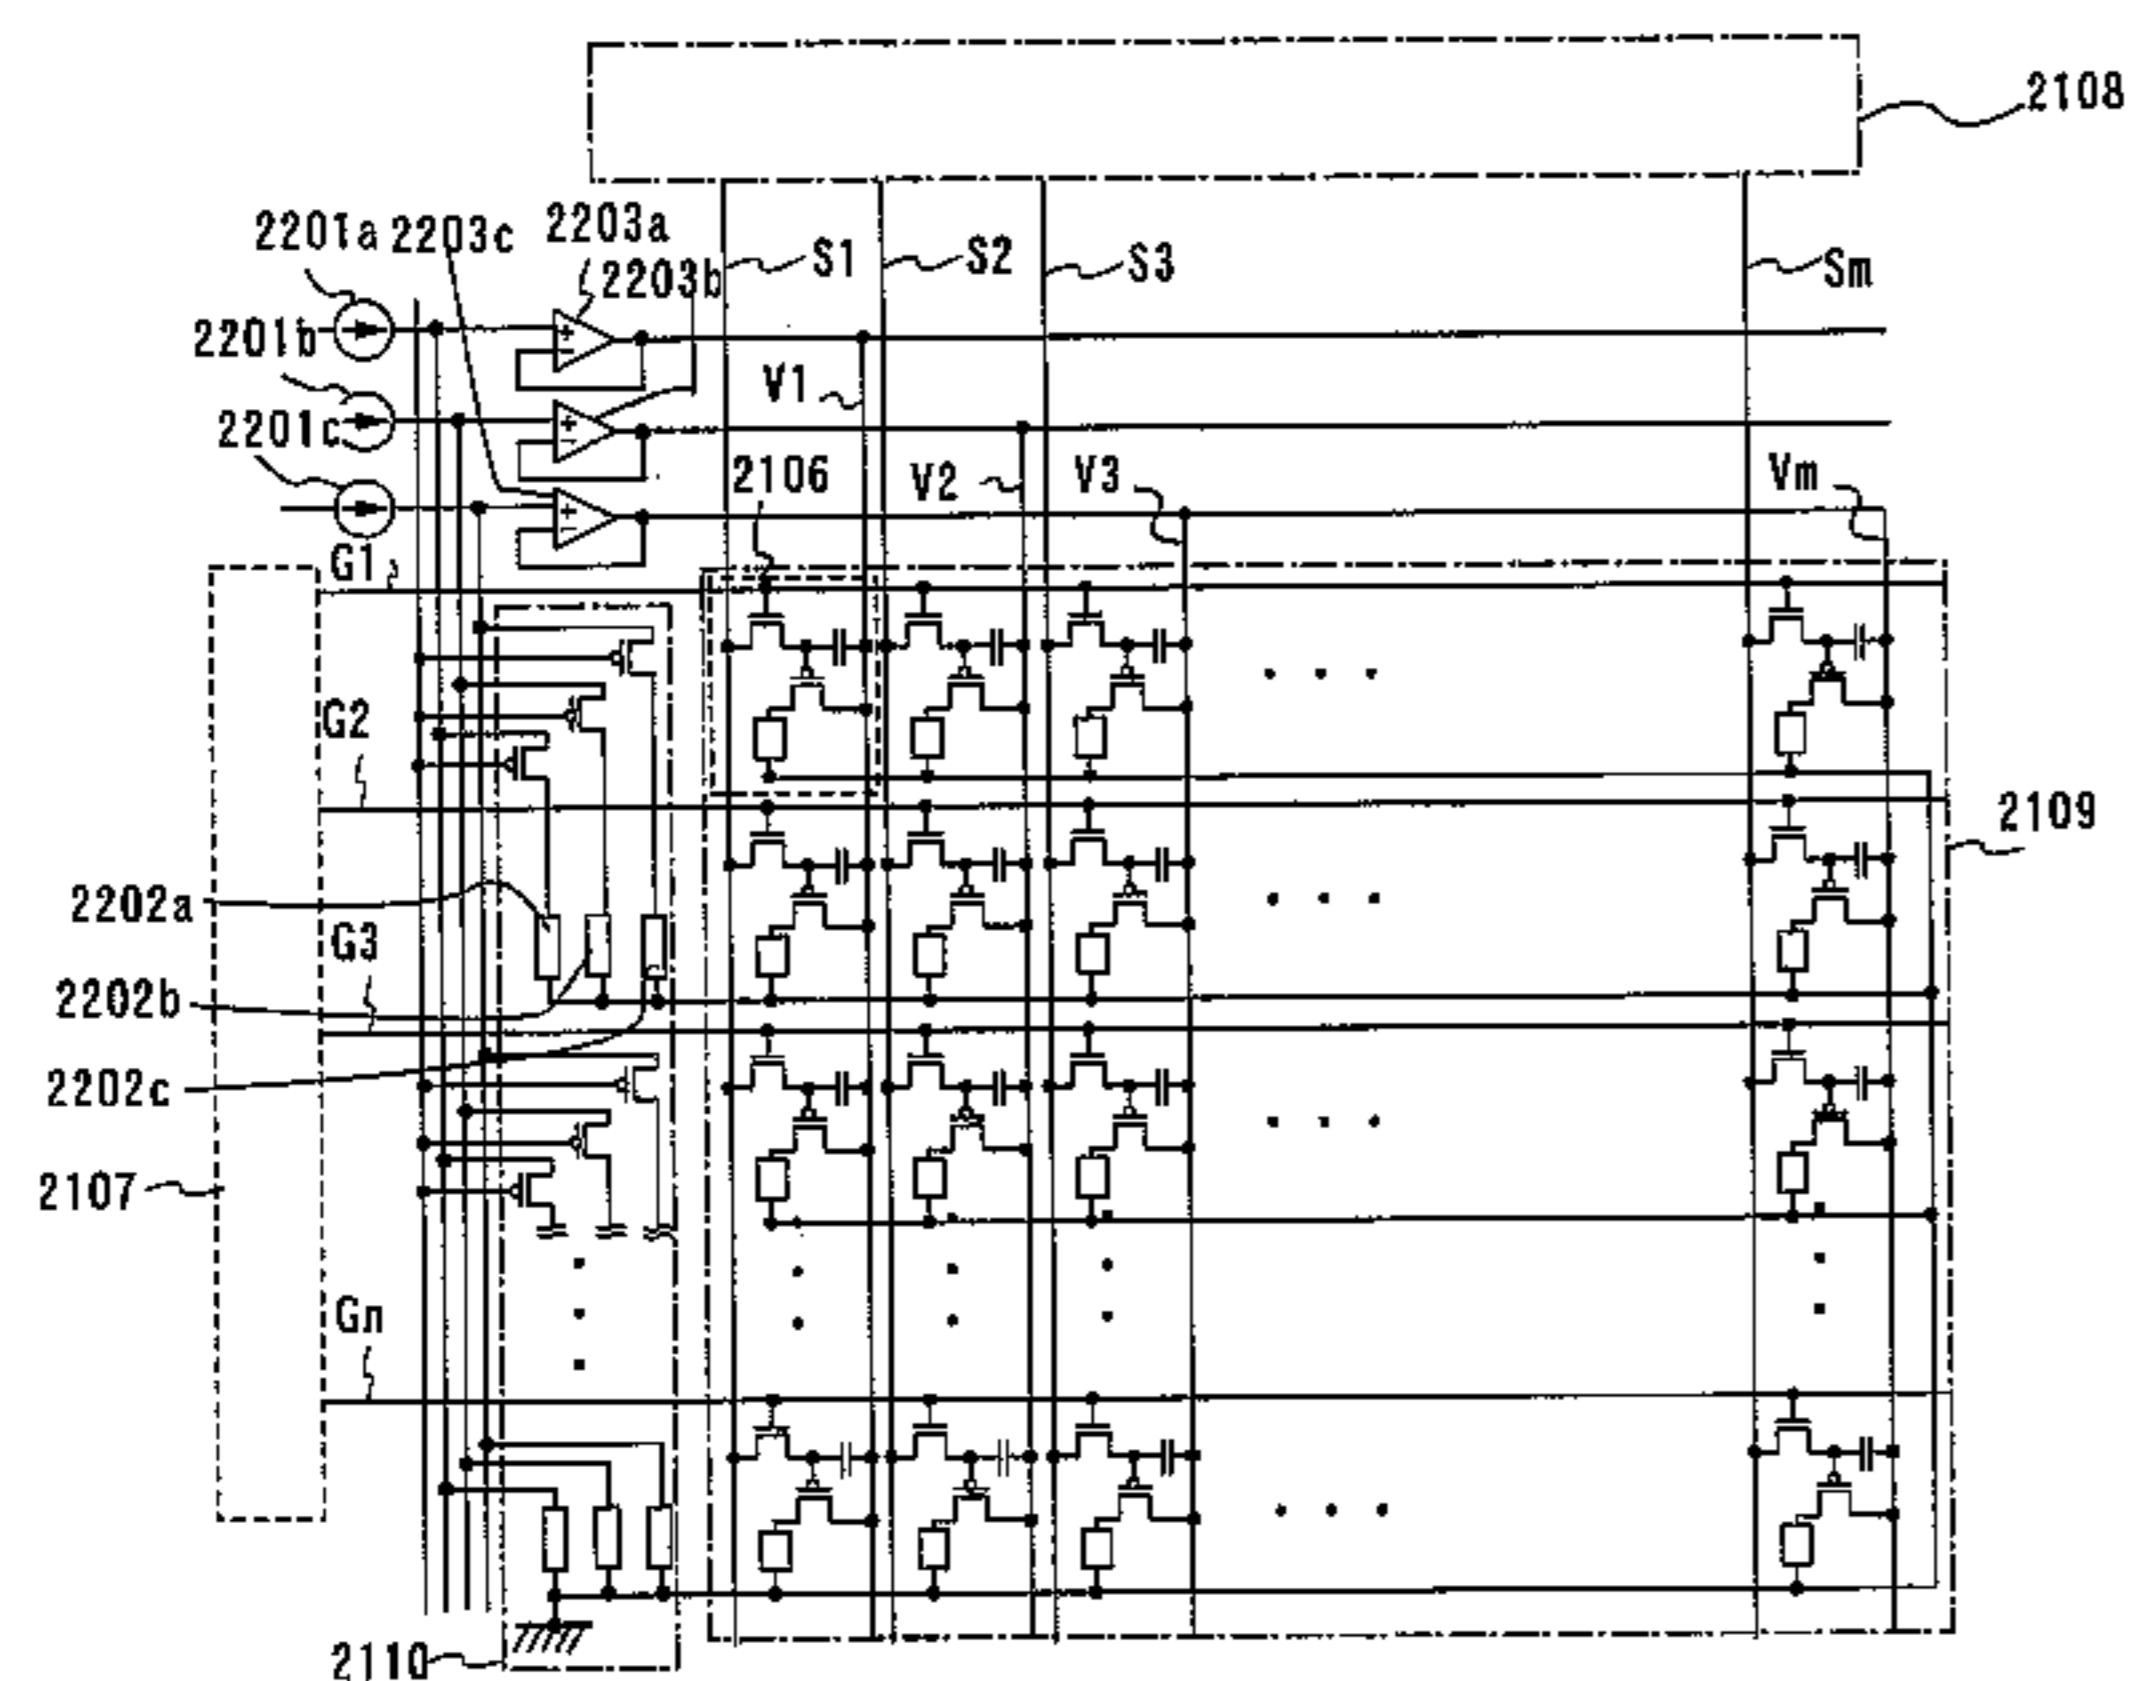 2108
2201a 2203c 2203a
2203b
S1 S2 S3 Sm
2201b
V1
2201c
2106 V2 V3 Vm
G1
G2
2109
2202a
G3
2202b
2202c
2107
Gn
2110
+
−
+
−
+
−